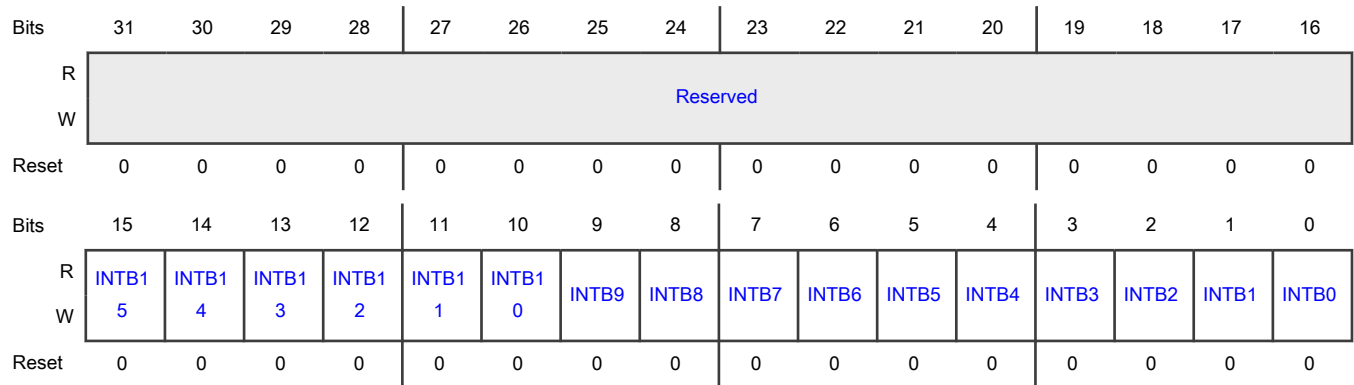 Bits 31 30 29 28 27 26 25 24 23 22 21 20 19 18 17 16
R
Reserved
W
Reset 0 0 0 0 0 0 0 0 0 0 0 0 0 0 0 0
Bits 15 14 13 12 11 10 9 8 7 6 5 4 3 2 1 0
R INTB1 INTB1 INTB1 INTB1 INTB1 INTB1
INTB9 INTB8 INTB7 INTB6 INTB5 INTB4 INTB3 INTB2 INTB1 INTB0
W 5 4 3 2 1 0
Reset 0 0 0 0 0 0 0 0 0 0 0 0 0 0 0 0